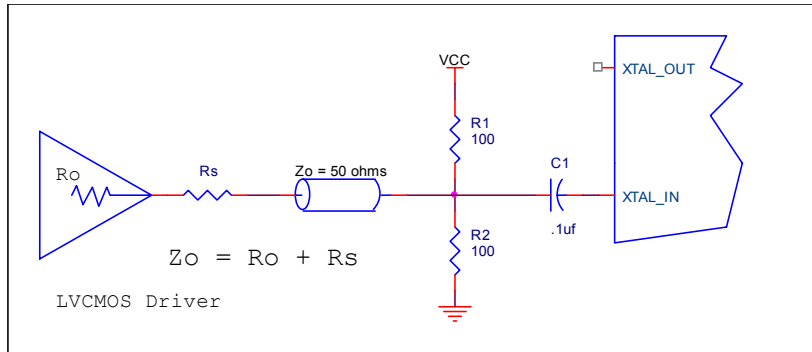 VCC
XTAL_OUT
R1
100
Ro
Rs
Zo = 50 ohms
C1
XTAL_IN
.1uf
R2
100
Zo = Ro + Rs
LVCMOS Driver